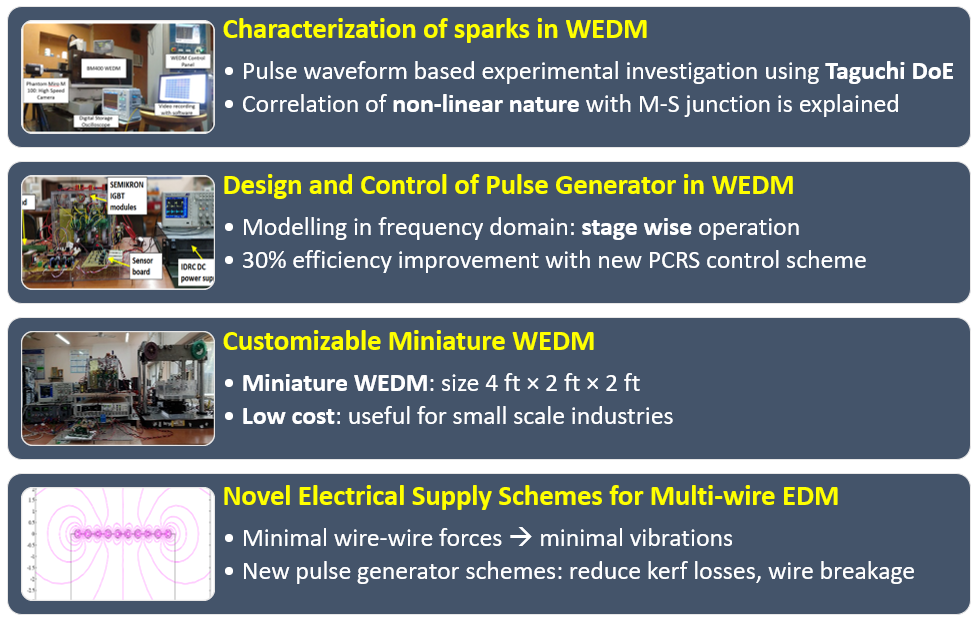 Characterization of sparks in WEDM
• Pulse waveform based experimental investigation using Taguchi DoE
• Correlation of non-linear nature with M-S junction is explained
BM400 WEDM
WEDM Control
Panel
Phantom Miro M
100: High Speed
Camera
Digital Storage
Oscilloscope
Video recording
with software
Design and Control of Pulse Generator in WEDM
• Modelling in frequency domain: stage wise operation
• 30% efficiency improvement with new PCRS control scheme
SEMIKRON
IGBT
modules
Sensor
board
IDRC DC
power sup
Customizable Miniature WEDM
• Miniature WEDM: size 4 ft × 2 ft × 2 ft
• Low cost: useful for small scale industries
Novel Electrical Supply Schemes for Multi-wire EDM
• Minimal wire-wire forces → minimal vibrations
• New pulse generator schemes: reduce kerf losses, wire breakage